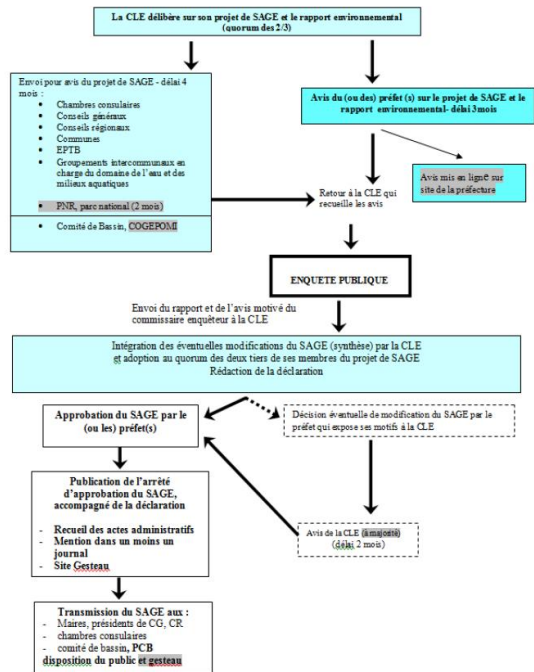 La CLE délibère sur son projet de SAGE et le rapport environnemental
(quorum des 2/3)
Envoi pour avis du projet de SAGE - délai 4
mois :
• Chambres consulaires
• Conseils généraux
• Conseils régionaux
• Communes
• EPTB
• Groupements intercommunaux en
charge du domaine de l'eau et des
milieux aquatiques
• PNR, parc national (2 mois)
• Comité de Bassin, COGEPOMI
Avis du (ou des) préfet (s) sur le projet de SAGE et le
rapport environnemental- délai 3mois
Avis mis en ligne sur
site de la préfecture
Retour à la CLE qui
recueille les avis
ENQUETE PUBLIQUE
Envoi du rapport et de l'avis motivé du
commissaire enquêteur à la CLE
Intégration des éventuelles modifications du SAGE (synthèse) par la CLE
et adoption au quorum des deux tiers de ses membres du projet de SAGE
Rédaction de la déclaration
Approbation du SAGE par le
(ou les) préfet(s)
Décision éventuelle de modification du SAGE par le
préfet qui expose ses motifs à la CLE
Publication de l'arrêté
d'approbation du SAGE,
accompagné de la déclaration
- Recueil des actes administratifs
- Mention dans un moins un
journal
- Site Gesteau
Avis de la CLE (à majorité)
(délai 2 mois)
Transmission du SAGE aux :
- Maires, présidents de CG, CR
- chambres consulaires
- comité de bassin, PCB
disposition du public et gesteau